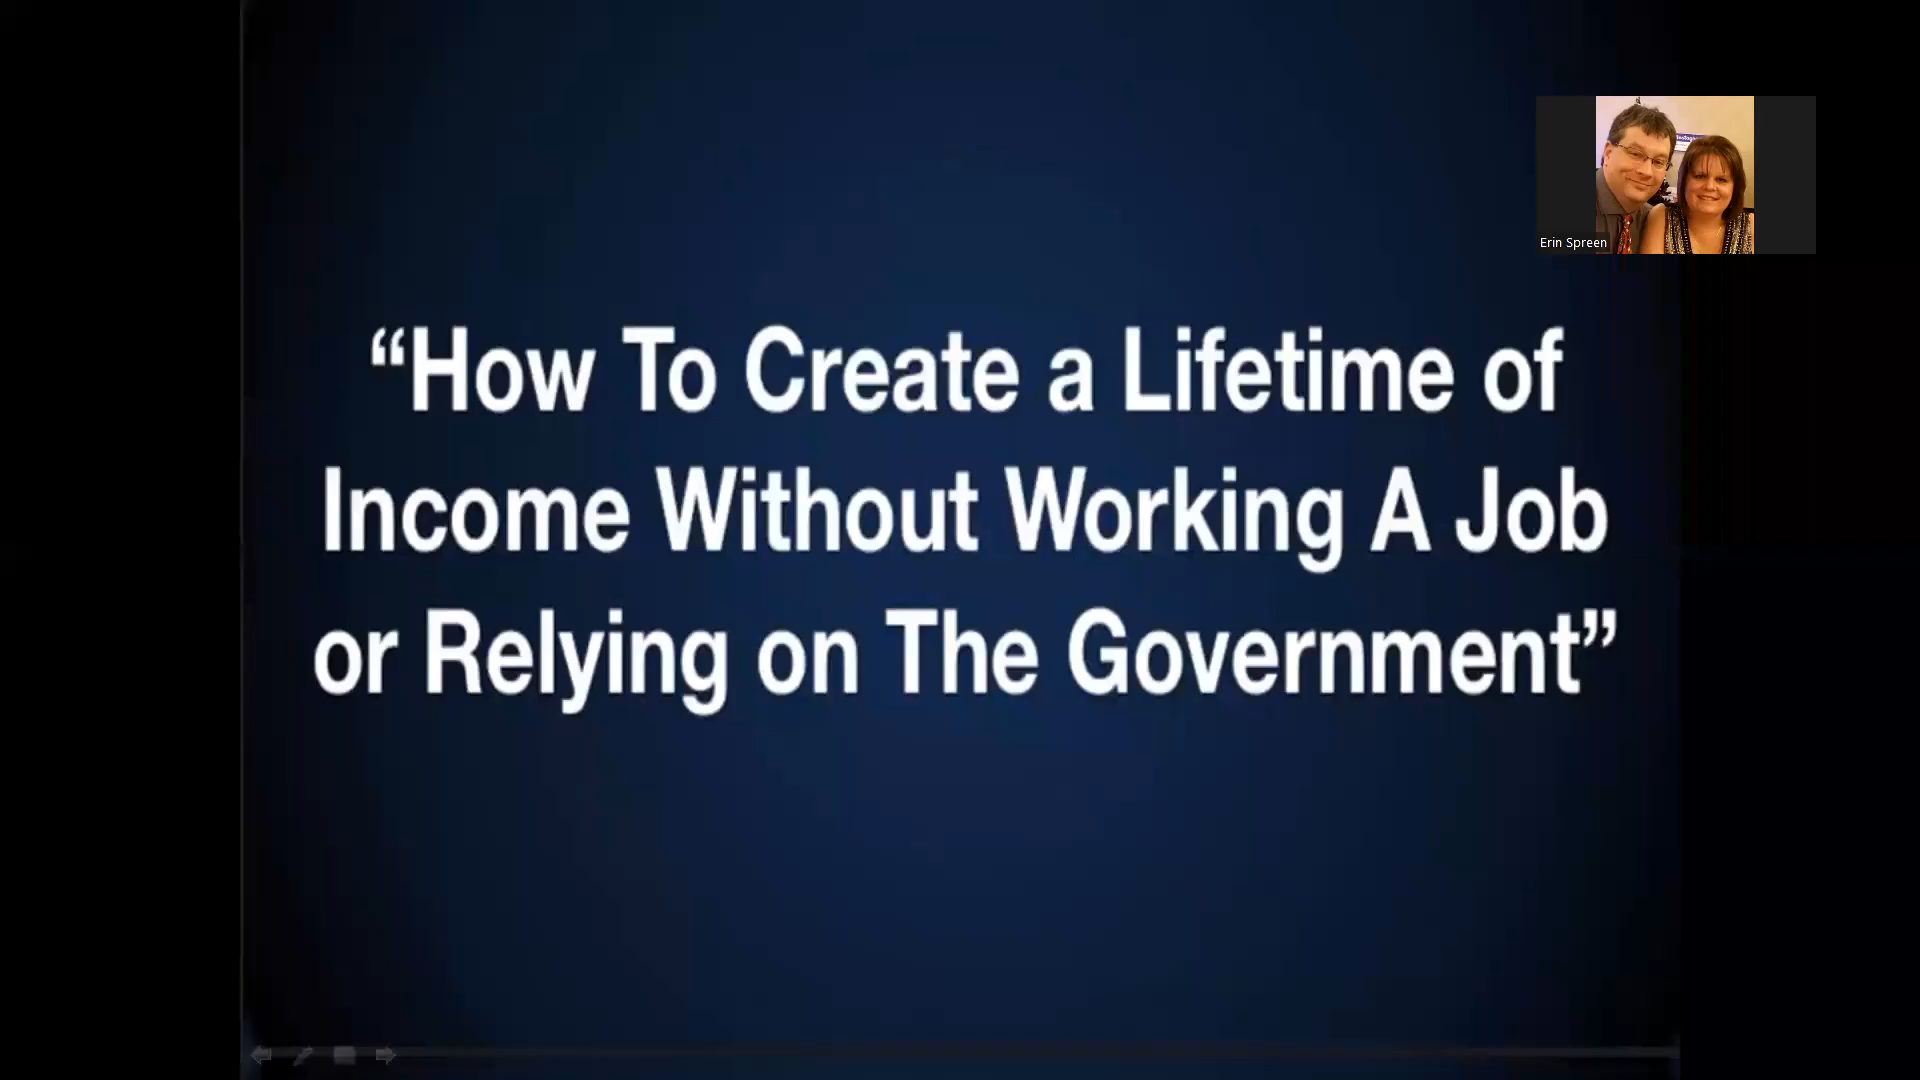 “How To Create a Lifetime of
Income Without Working A Job
or Relying on The Government”
Erin Spreen